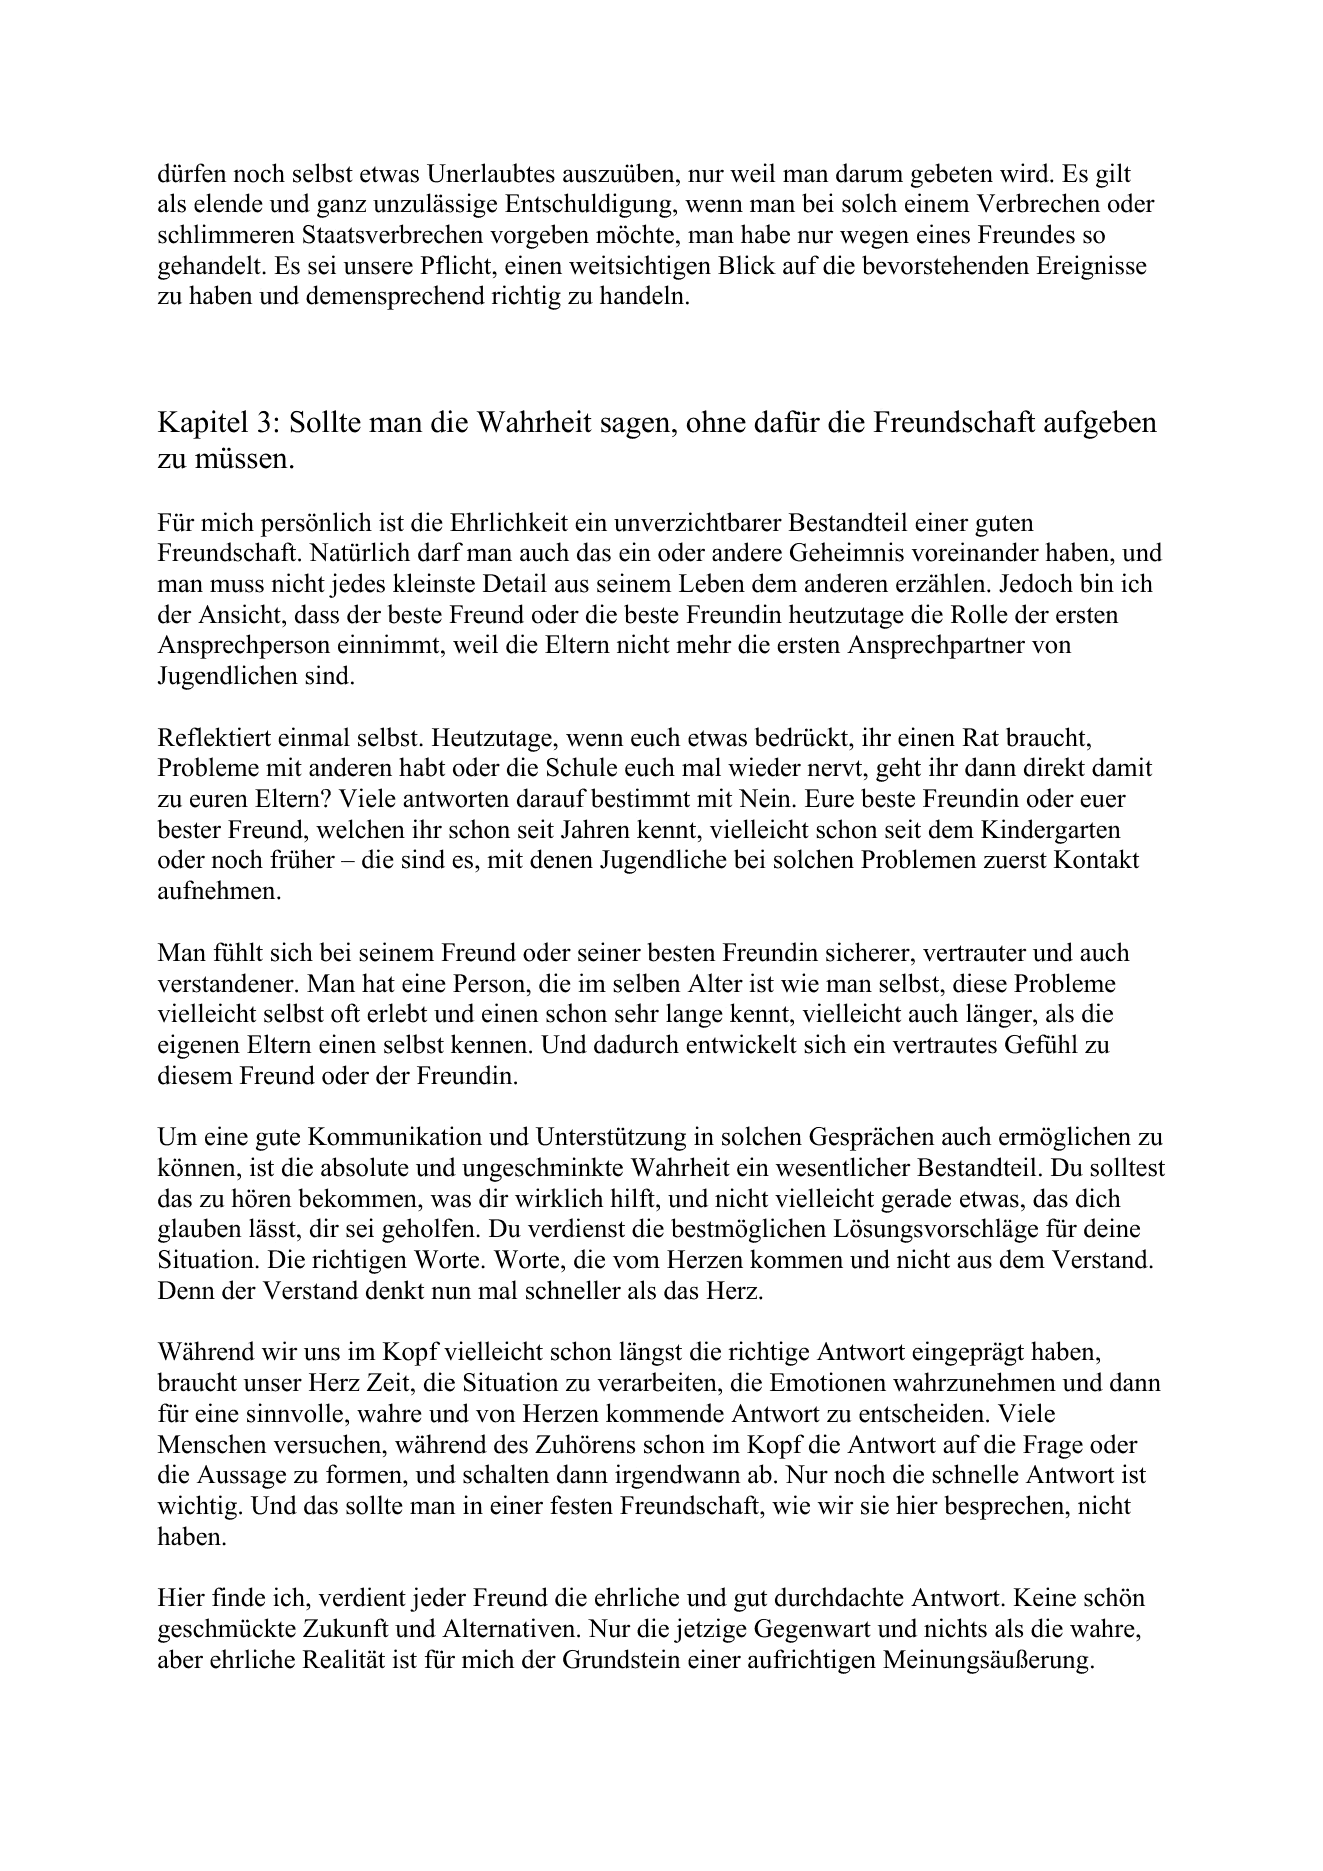 dürfen noch selbst etwas Unerlaubtes auszuüben, nur weil man darum gebeten wird. Es gilt
als elende und ganz unzulässige Entschuldigung, wenn man bei solch einem Verbrechen oder
schlimmeren Staatsverbrechen vorgeben möchte, man habe nur wegen eines Freundes so
gehandelt. Es sei unsere Pflicht, einen weitsichtigen Blick auf die bevorstehenden Ereignisse
zu haben und demensprechend richtig zu handeln.
Kapitel 3: Sollte man die Wahrheit sagen, ohne dafür die Freundschaft aufgeben
zu müssen.
Für mich persönlich ist die Ehrlichkeit ein unverzichtbarer Bestandteil einer guten
Freundschaft. Natürlich darf man auch das ein oder andere Geheimnis voreinander haben, und
man muss nicht jedes kleinste Detail aus seinem Leben dem anderen erzählen. Jedoch bin ich
der Ansicht, dass der beste Freund oder die beste Freundin heutzutage die Rolle der ersten
Ansprechperson einnimmt, weil die Eltern nicht mehr die ersten Ansprechpartner von
Jugendlichen sind.
Reflektiert einmal selbst. Heutzutage, wenn euch etwas bedrückt, ihr einen Rat braucht,
Probleme mit anderen habt oder die Schule euch mal wieder nervt, geht ihr dann direkt damit
zu euren Eltern? Viele antworten darauf bestimmt mit Nein. Eure beste Freundin oder euer
bester Freund, welchen ihr schon seit Jahren kennt, vielleicht schon seit dem Kindergarten
oder noch früher – die sind es, mit denen Jugendliche bei solchen Problemen zuerst Kontakt
aufnehmen.
Man fühlt sich bei seinem Freund oder seiner besten Freundin sicherer, vertrauter und auch
verstandener. Man hat eine Person, die im selben Alter ist wie man selbst, diese Probleme
vielleicht selbst oft erlebt und einen schon sehr lange kennt, vielleicht auch länger, als die
eigenen Eltern einen selbst kennen. Und dadurch entwickelt sich ein vertrautes Gefühl zu
diesem Freund oder der Freundin.
Um eine gute Kommunikation und Unterstützung in solchen Gesprächen auch ermöglichen zu
können, ist die absolute und ungeschminkte Wahrheit ein wesentlicher Bestandteil. Du solltest
das zu hören bekommen, was dir wirklich hilft, und nicht vielleicht gerade etwas, das dich
glauben lässt, dir sei geholfen. Du verdienst die bestmöglichen Lösungsvorschläge für deine
Situation. Die richtigen Worte. Worte, die vom Herzen kommen und nicht aus dem Verstand.
Denn der Verstand denkt nun mal schneller als das Herz.
Während wir uns im Kopf vielleicht schon längst die richtige Antwort eingeprägt haben,
braucht unser Herz Zeit, die Situation zu verarbeiten, die Emotionen wahrzunehmen und dann
für eine sinnvolle, wahre und von Herzen kommende Antwort zu entscheiden. Viele
Menschen versuchen, während des Zuhörens schon im Kopf die Antwort auf die Frage oder
die Aussage zu formen, und schalten dann irgendwann ab. Nur noch die schnelle Antwort ist
wichtig. Und das sollte man in einer festen Freundschaft, wie wir sie hier besprechen, nicht
haben.
Hier finde ich, verdient jeder Freund die ehrliche und gut durchdachte Antwort. Keine schön
geschmückte Zukunft und Alternativen. Nur die jetzige Gegenwart und nichts als die wahre,
aber ehrliche Realität ist für mich der Grundstein einer aufrichtigen Meinungsäußerung.